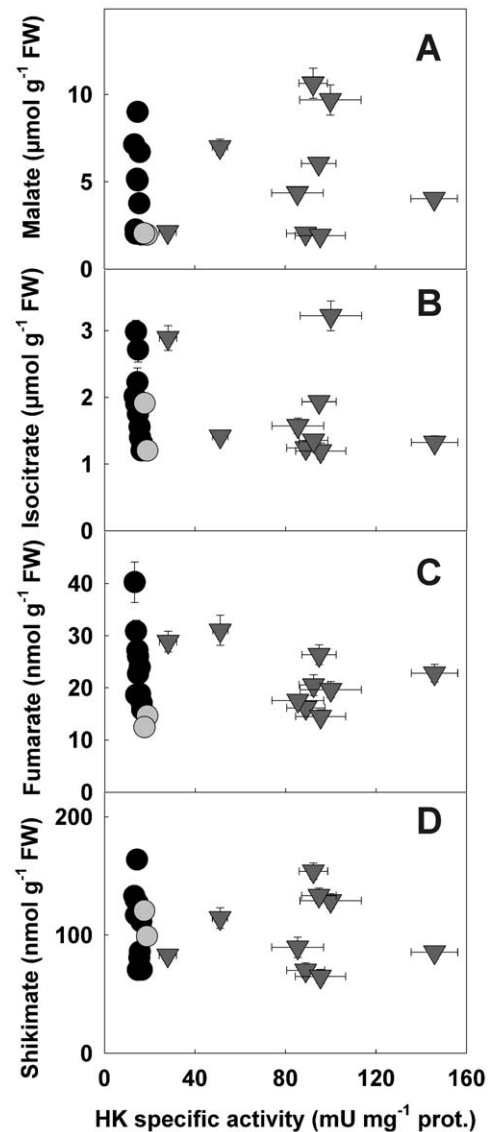 A
Malate (µmol g⁻¹ FW)
10
5
0
B
Isocitrate (µmol g⁻¹ FW)
3
2
1
0
C
Fumarate (nmol g⁻¹ FW)
40
30
20
10
0
D
Shikimate (nmol g⁻¹ FW)
200
100
0
0 40 80 120 160
HK specific activity (mU mg⁻¹ prot.)